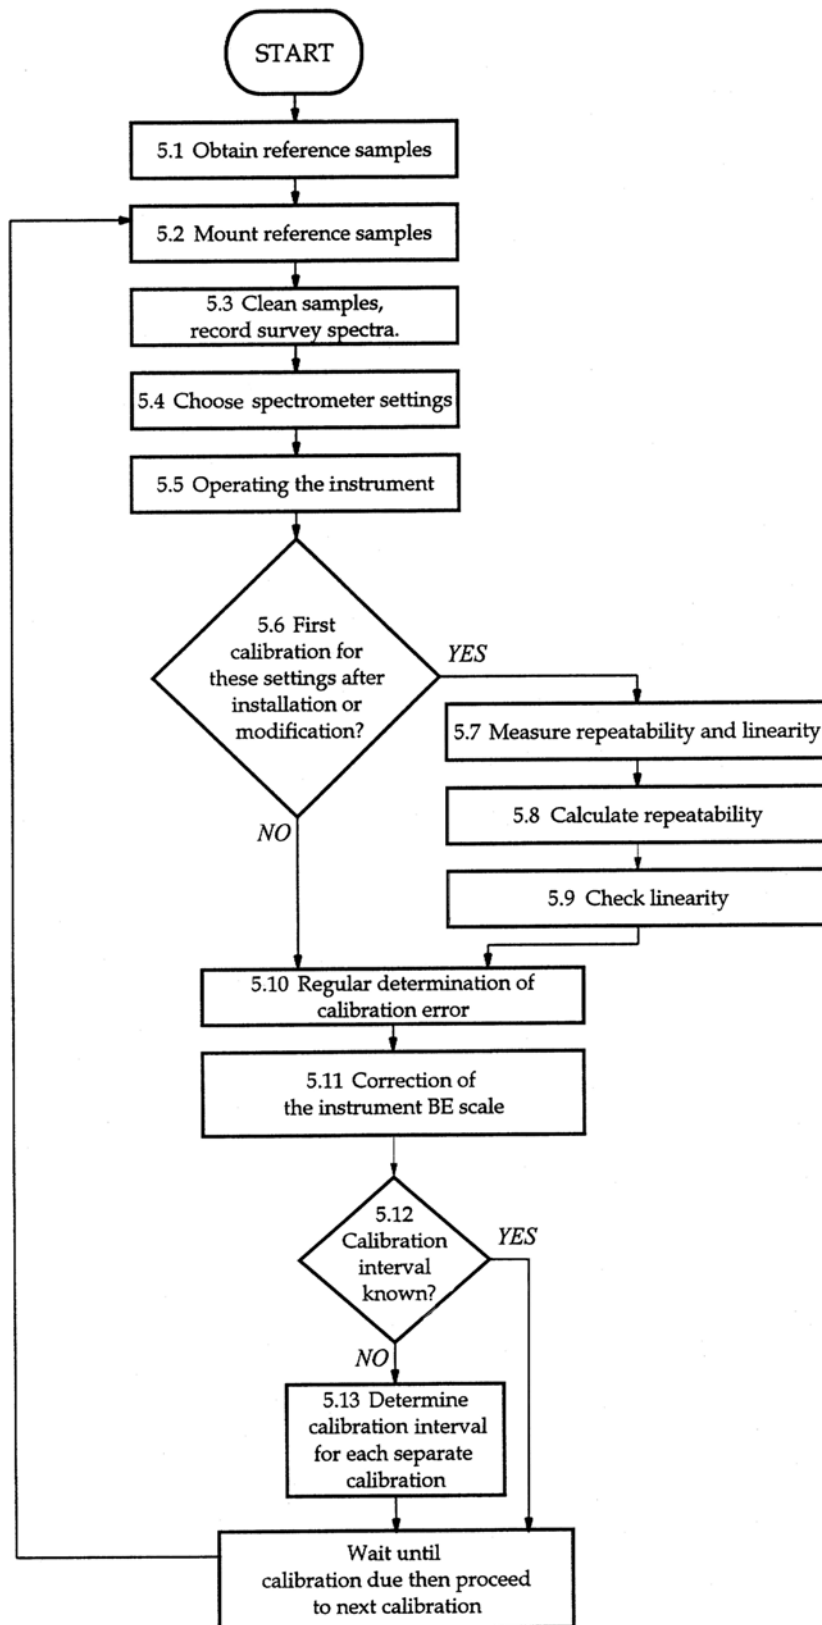 START
5.1 Obtain reference samples
5.2 Mount reference samples
5.3 Clean samples,
record survey spectra.
5.4 Choose spectrometer settings
5.5 Operating the instrument
5.6 First
calibration for
these settings after
installation or
modification?
YES
5.7 Measure repeatability and linearity
5.8 Calculate repeatability
NO
5.9 Check linearity
5.10 Regular determination of
calibration error
5.11 Correction of
the instrument BE scale
5.12
Calibration
interval
known?
YES
NO
5.13 Determine
calibration interval
for each separate
calibration
Wait until
calibration due then proceed
to next calibration